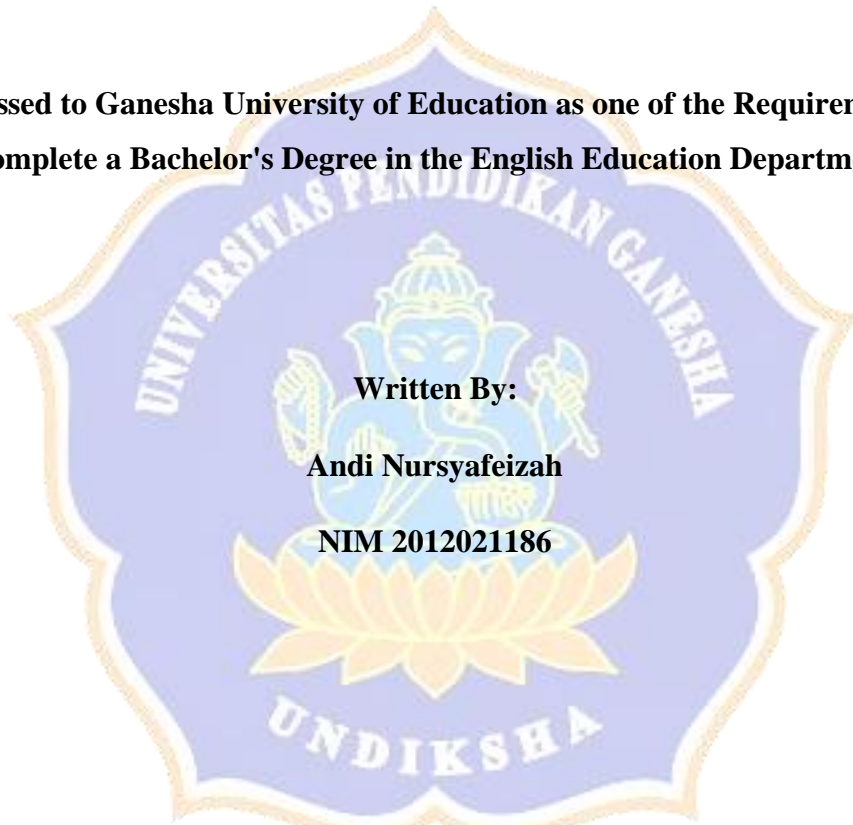 ssed to Ganesha University of Education as one of the Require
omplete a Bachelor's Degree in the English Education Departm
UNIVERSITAS PENDIDIKAN GANESHA
Written By:
Andi Nursyafeizah
NIM 2012021186
UNDIKSHA